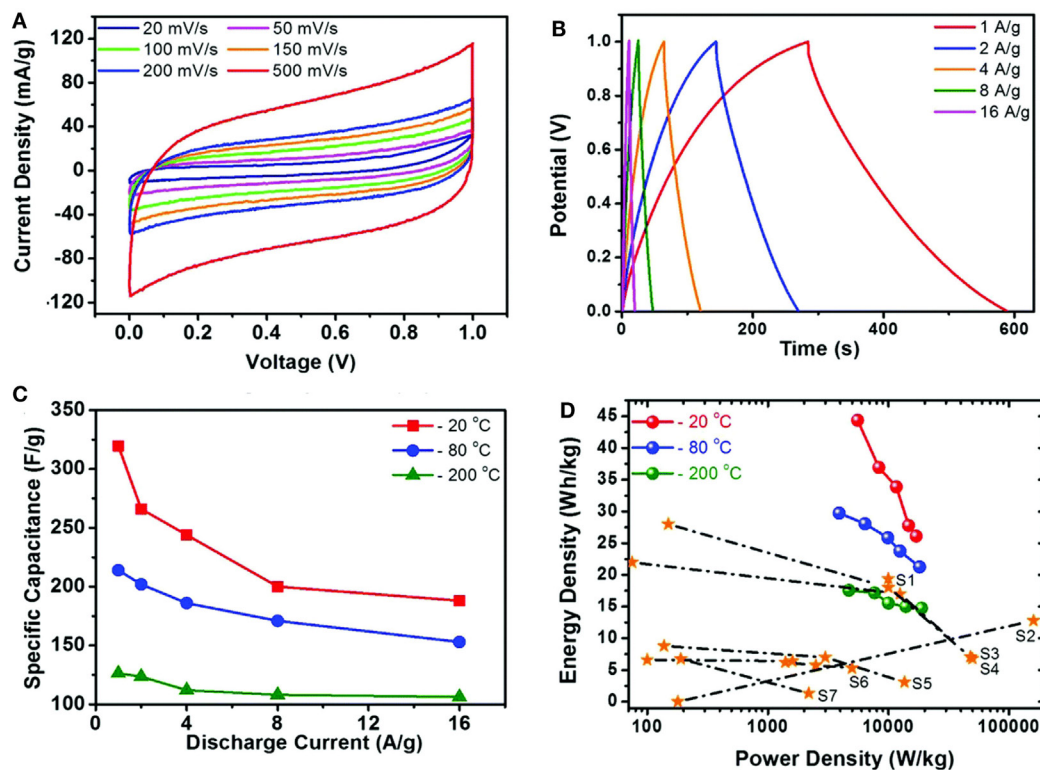 A
20 mV/s 50 mV/s
100 mV/s 150 mV/s
200 mV/s 500 mV/s
Current Density (mA/g)
120
80
40
0
-40
-80
-120
0.0 0.2 0.4 0.6 0.8 1.0
Voltage (V)
B
1 A/g
2 A/g
4 A/g
8 A/g
16 A/g
Potential (V)
1.0
0.8
0.6
0.4
0.2
0.0
0 200 400 600
Time (s)
C
- 20 °C
- 80 °C
- 200 °C
Specific Capacitance (F/g)
350
300
250
200
150
100
0 4 8 12 16
Discharge Current (A/g)
D
- 20 °C
- 80 °C
- 200 °C
Energy Density (Wh/kg)
45
40
35
30
25
20
15
10
5
0
S1
S2
S3
S4
S5
S6
S7
100 1000 10000 100000
Power Density (W/kg)